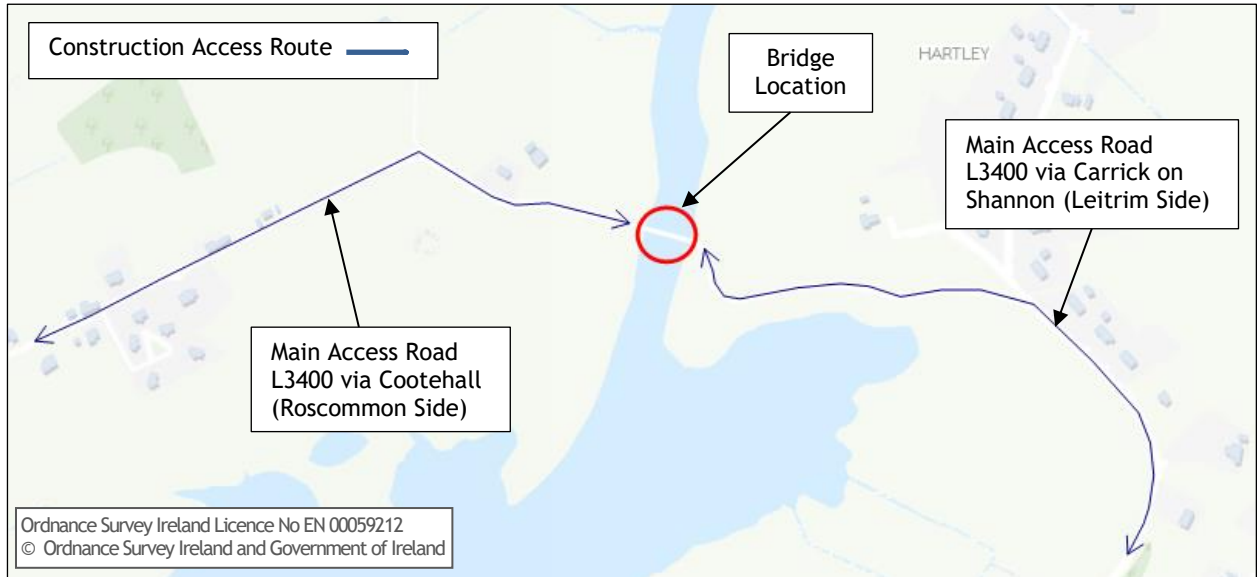 Construction Access Route
Bridge
Location
HARTLEY
Main Access Road
L3400 via Carrick on
Shannon (Leitrim Side)
Main Access Road
L3400 via Cootehall
(Roscommon Side)
Ordnance Survey Ireland Licence No EN 00059212
© Ordnance Survey Ireland and Government of Ireland